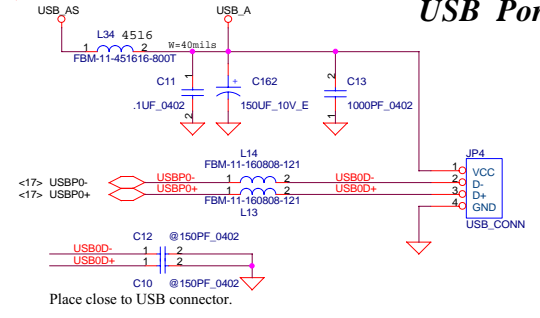 USB_AS
USB_A
USB Por
L34 4516
1 2 W=40mils
FBM-11-451616-800T
1 C11 2
.1UF_0402
+ C162
150UF_10V_E
2 C13 1
1000PF_0402
L14
FBM-11-160808-121
JP4
<17> USBP0- USBP0- 1 2 USB0D-
<17> USBP0+ USBP0+ 1 2 USB0D+
FBM-11-160808-121
L13
1 VCC
2 D-
3 D+
4 GND
USB_CONN
C12 @150PF_0402
USB0D- 1 2
USB0D+ 1 2
C10 @150PF_0402
Place close to USB connector.